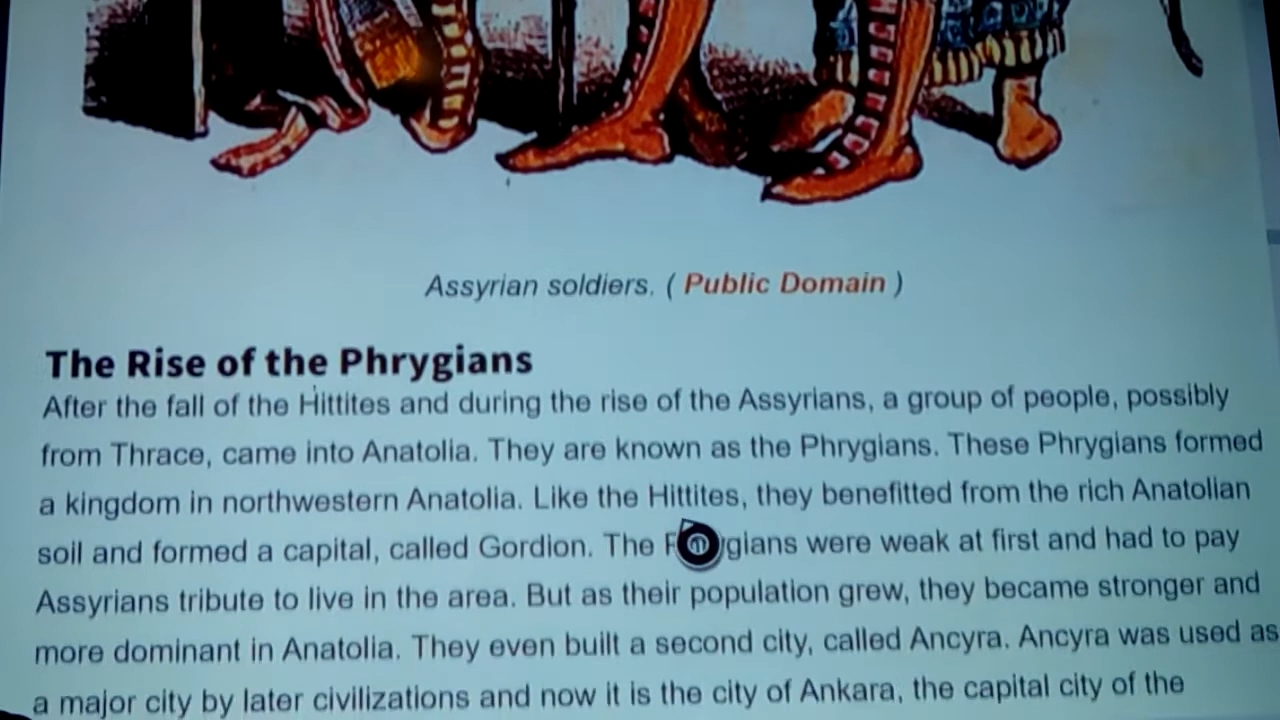 Assyrian soldiers. ( Public Domain )
The Rise of the Phrygians
After the fall of the Hittites and during the rise of the Assyrians, a group of people, possibly
from Thrace, came into Anatolia. They are known as the Phrygians. These Phrygians formed
a kingdom in northwestern Anatolia. Like the Hittites, they benefitted from the rich Anatolian
soil and formed a capital, called Gordion. The gians were weak at first and had to pay
Assyrians tribute to live in the area. But as their population grew, they became stronger and
more dominant in Anatolia. They even built a second city, called Ancyra. Ancyra was used as
a major city by later civilizations and now it is the city of Ankara, the capital city of the